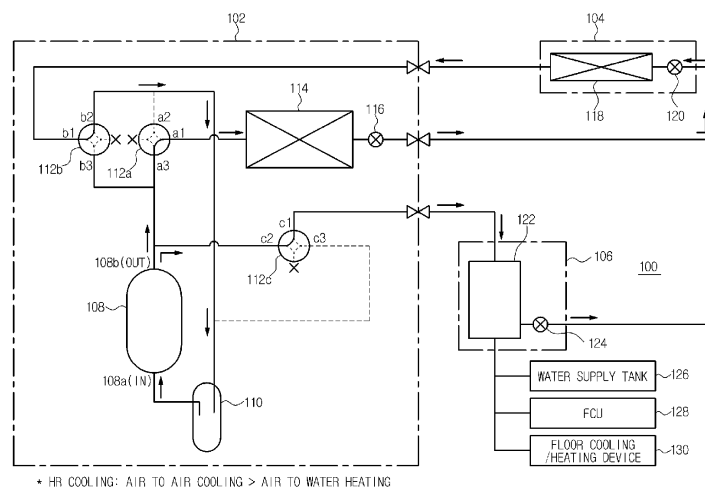 102
104
114
116
118
120
b2
a2
b1
a1
b3
a3
112b
112a
c1
c2
c3
112c
122
106
100
108b(OUT)
108
108a(IN)
110
124
WATER SUPPLY TANK
126
FCU
128
FLOOR COOLING
/HEATING DEVICE
130
* HR COOLING: AIR TO AIR COOLING > AIR TO WATER HEATING